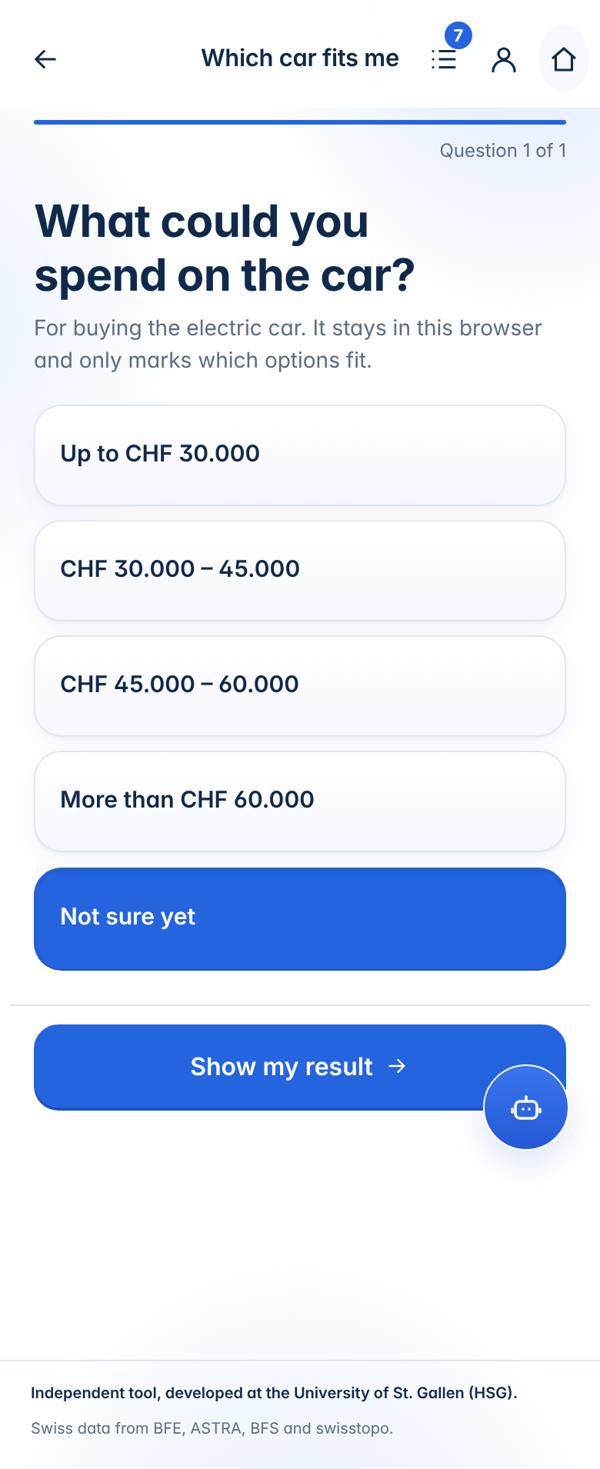 Which car fits me
7
Question 1 of 1
What could you
spend on the car?
For buying the electric car. It stays in this browser
and only marks which options fit.
Up to CHF 30.000
CHF 30.000 – 45.000
CHF 45.000 – 60.000
More than CHF 60.000
Not sure yet
Show my result →
Independent tool, developed at the University of St. Gallen (HSG).
Swiss data from BFE, ASTRA, BFS and swisstopo.